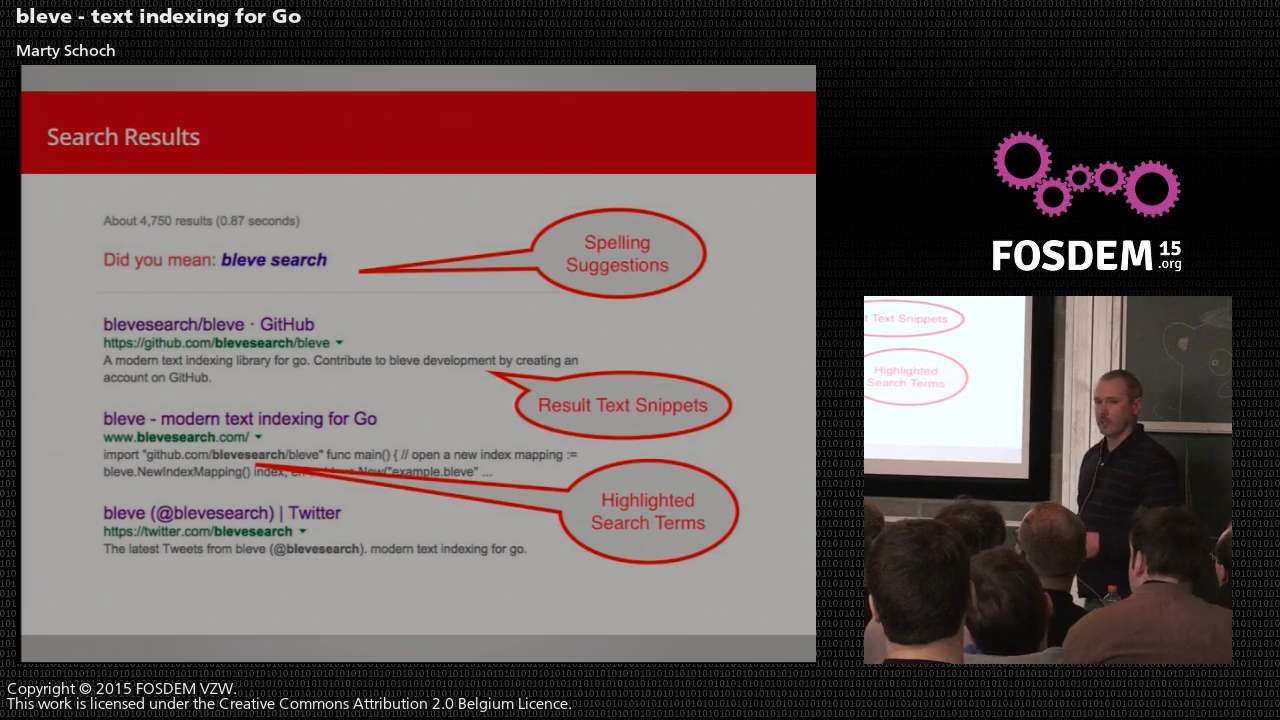 bleve - text indexing for Go
Marty Schoch
Search Results
About 4,750 results (0.87 seconds)
Did you mean: bleve search
Spelling
Suggestions
blevesearch/bleve · GitHub
https://github.com/blevesearch/bleve
A modern text indexing library for go. Contribute to bleve development by creating an
account on GitHub.
Result Text Snippets
bleve - modern text indexing for Go
www.blevesearch.com/
import "github.com/blevesearch/bleve" func main() { // open a new index mapping :=
bleve.NewIndexMapping() index, bleve.New("example.bleve" ...
Highlighted
Search Terms
bleve (@blevesearch) | Twitter
https://twitter.com/blevesearch
The latest Tweets from bleve (@blevesearch). modern text indexing for go.
FOSDEM 15
.org
Text Snippets
Highlighted
Search Terms
Copyright © 2015 FOSDEM VZW.
This work is licensed under the Creative Commons Attribution 2.0 Belgium Licence.